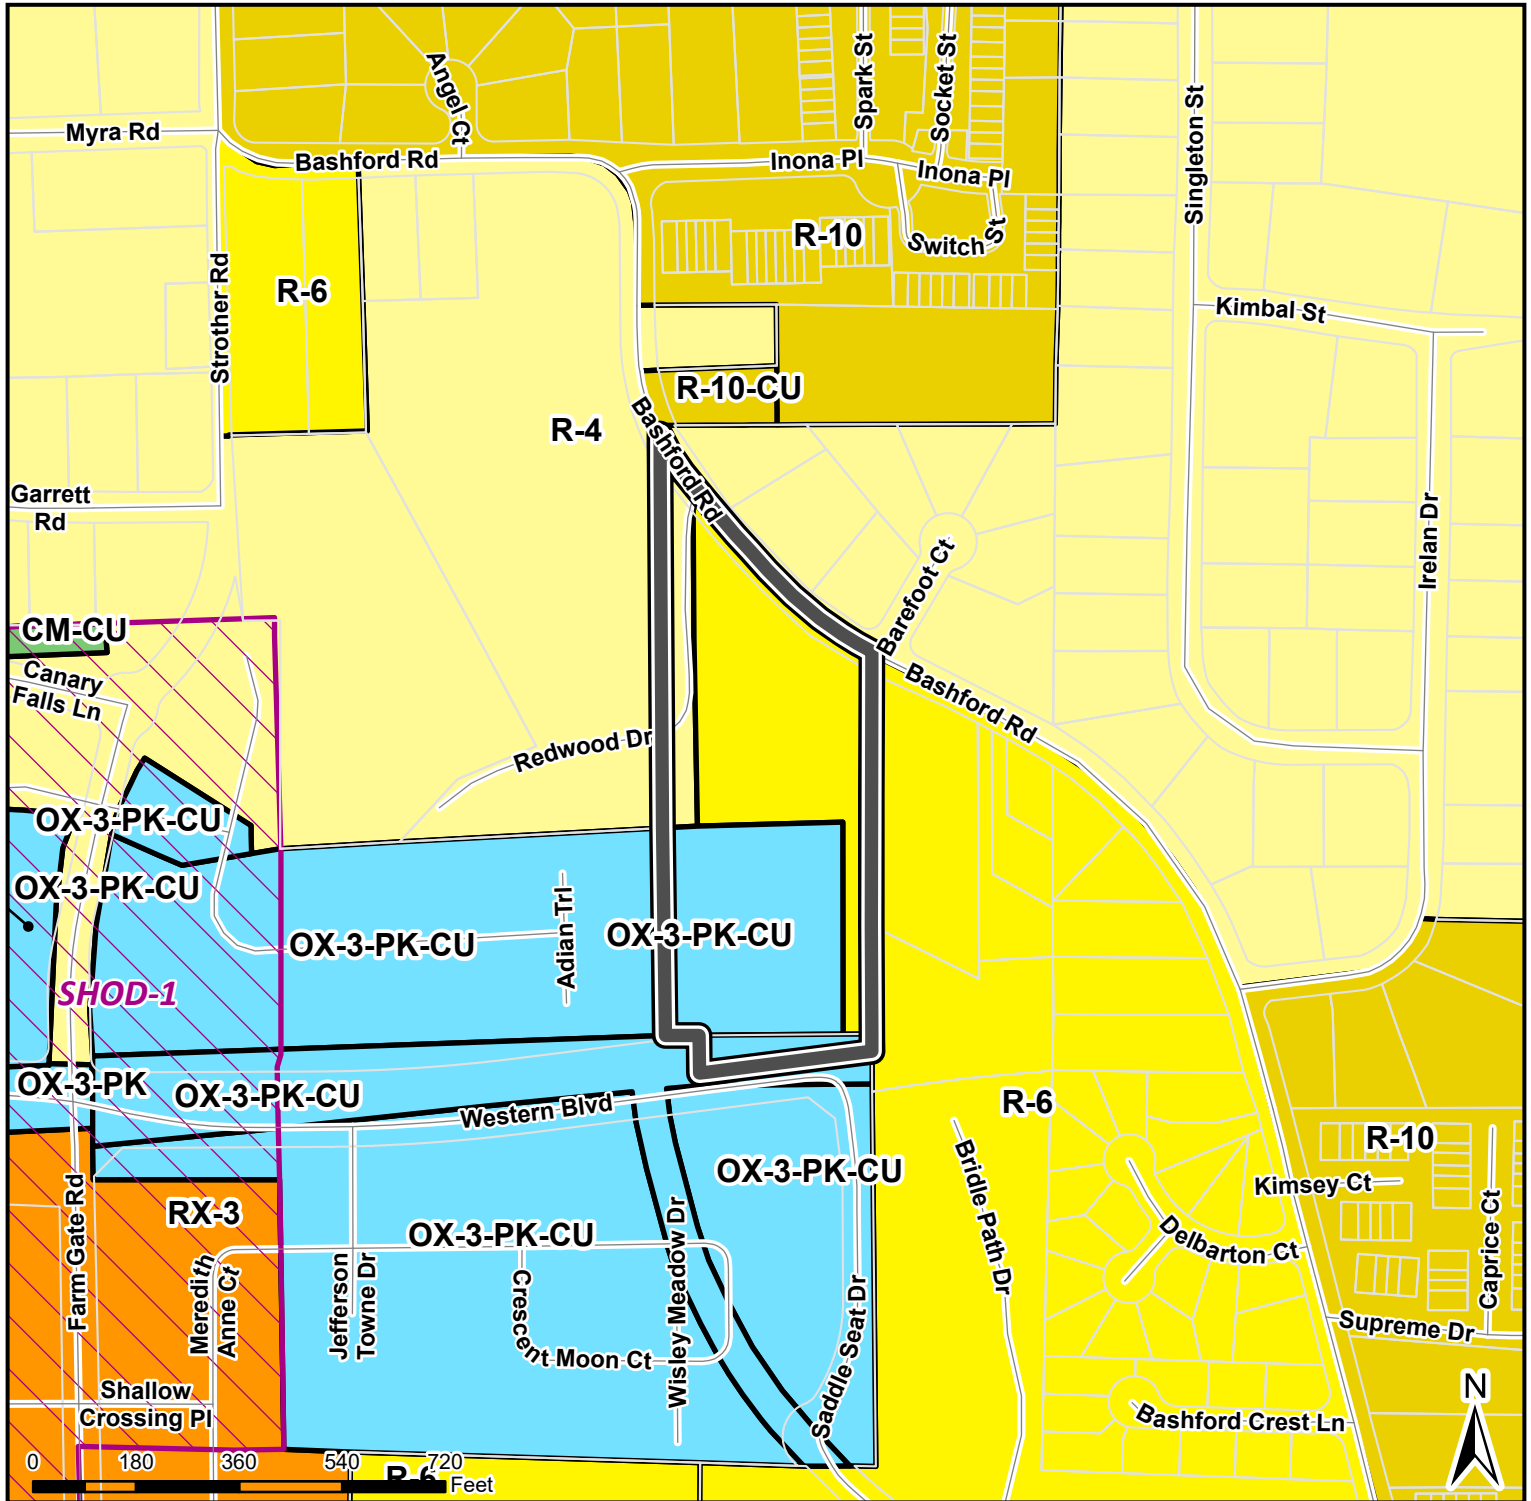 Angel Ct
Spark St
Socket St
Singleton St
Myra Rd
Bashford Rd
Inona Pl
Inona Pl
Switch St
R-10
Strother Rd
R-6
Kimbal St
R-10-CU
R-4
Bashford Rd
Garrett
Rd
Irelan Dr
Barefoot Ct
CM-CU
Canary
Falls Ln
Bashford Rd
Redwood Dr
OX-3-PK-CU
OX-3-PK-CU
OX-3-PK-CU
Adian Trl
OX-3-PK-CU
SHOD-1
OX-3-PK
OX-3-PK-CU
Western Blvd
R-6
R-10
OX-3-PK-CU
Bridle Path Dr
Kimsey Ct
Farm Gate Rd
RX-3
OX-3-PK-CU
Wisley Meadow Dr
Delbarton Ct
Caprice Ct
Meredith
Anne Ct
Jefferson
Towne Dr
Crescent Moon Ct
Saddle Seat Dr
Supreme Dr
Shallow
Crossing Pl
Bashford Crest Ln
N
0 180 360 540 720
Feet
R-6